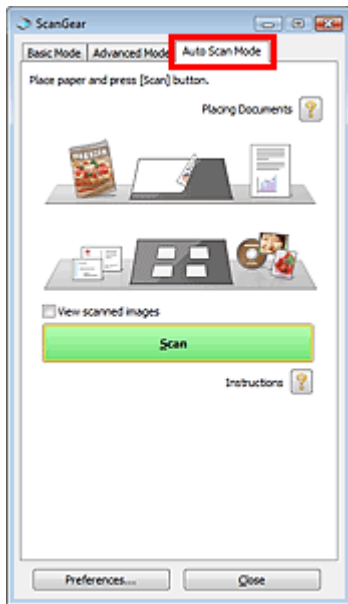 ScanGear
Basic Mode Advanced Mode Auto Scan Mode
Place paper and press [Scan] button.
Placing Documents
View scanned images
Scan
Instructions
Preferences... Close